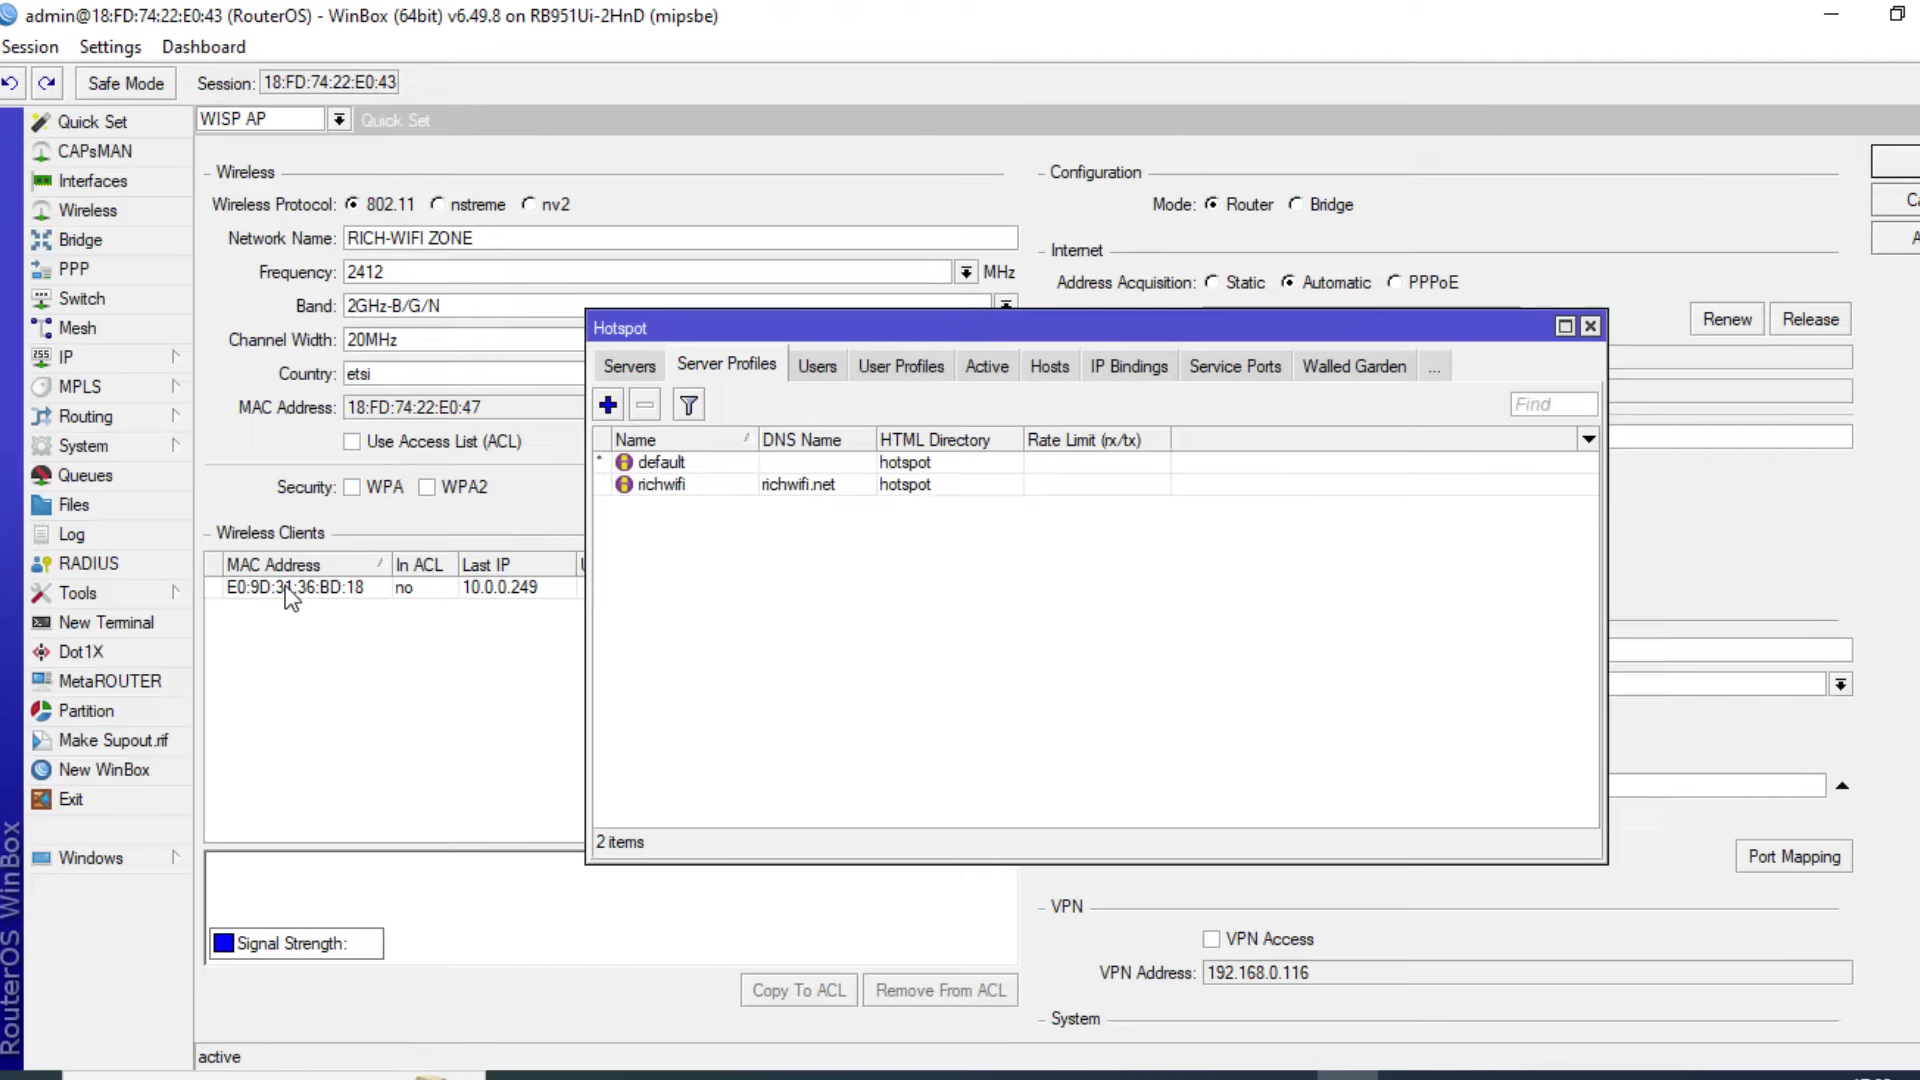 admin@18:FD:74:22:E0:43 (RouterOS) - WinBox (64bit) v6.49.8 on RB951Ui-2HnD (mipsbe)
Session Settings Dashboard
Safe Mode Session: 18:FD:74:22:E0:43
Quick Set
CAPsMAN
Interfaces
Wireless
Bridge
PPP
Switch
Mesh
255 IP
MPLS
Routing
System
Queues
Files
Log
RADIUS
Tools
New Terminal
Dot1X
MetaROUTER
Partition
Make Supout.rif
New WinBox
Exit
Windows
RouterOS WinBox
WISP AP Quick Set
Wireless
Wireless Protocol: 802.11 nstreme nv2
Network Name: RICH-WIFI ZONE
Frequency: 2412 MHz
Band: 2GHz-B/G/N
Channel Width: 20MHz
Country: etsi
MAC Address: 18:FD:74:22:E0:47
Use Access List (ACL)
Security: WPA WPA2
Wireless Clients
MAC Address In ACL Last IP U
E0:9D:31:36:BD:18 no 10.0.0.249
Signal Strength:
Copy To ACL Remove From ACL
active
Configuration
Mode: Router Bridge
Internet
Address Acquisition: Static Automatic PPPoE
Renew Release
Ca
A
Hotspot
Servers Server Profiles Users User Profiles Active Hosts IP Bindings Service Ports Walled Garden ...
Find
Name DNS Name HTML Directory Rate Limit (rx/tx)
* default hotspot
richwifi richwifi.net hotspot
2 items
Port Mapping
VPN
VPN Access
VPN Address: 192.168.0.116
System